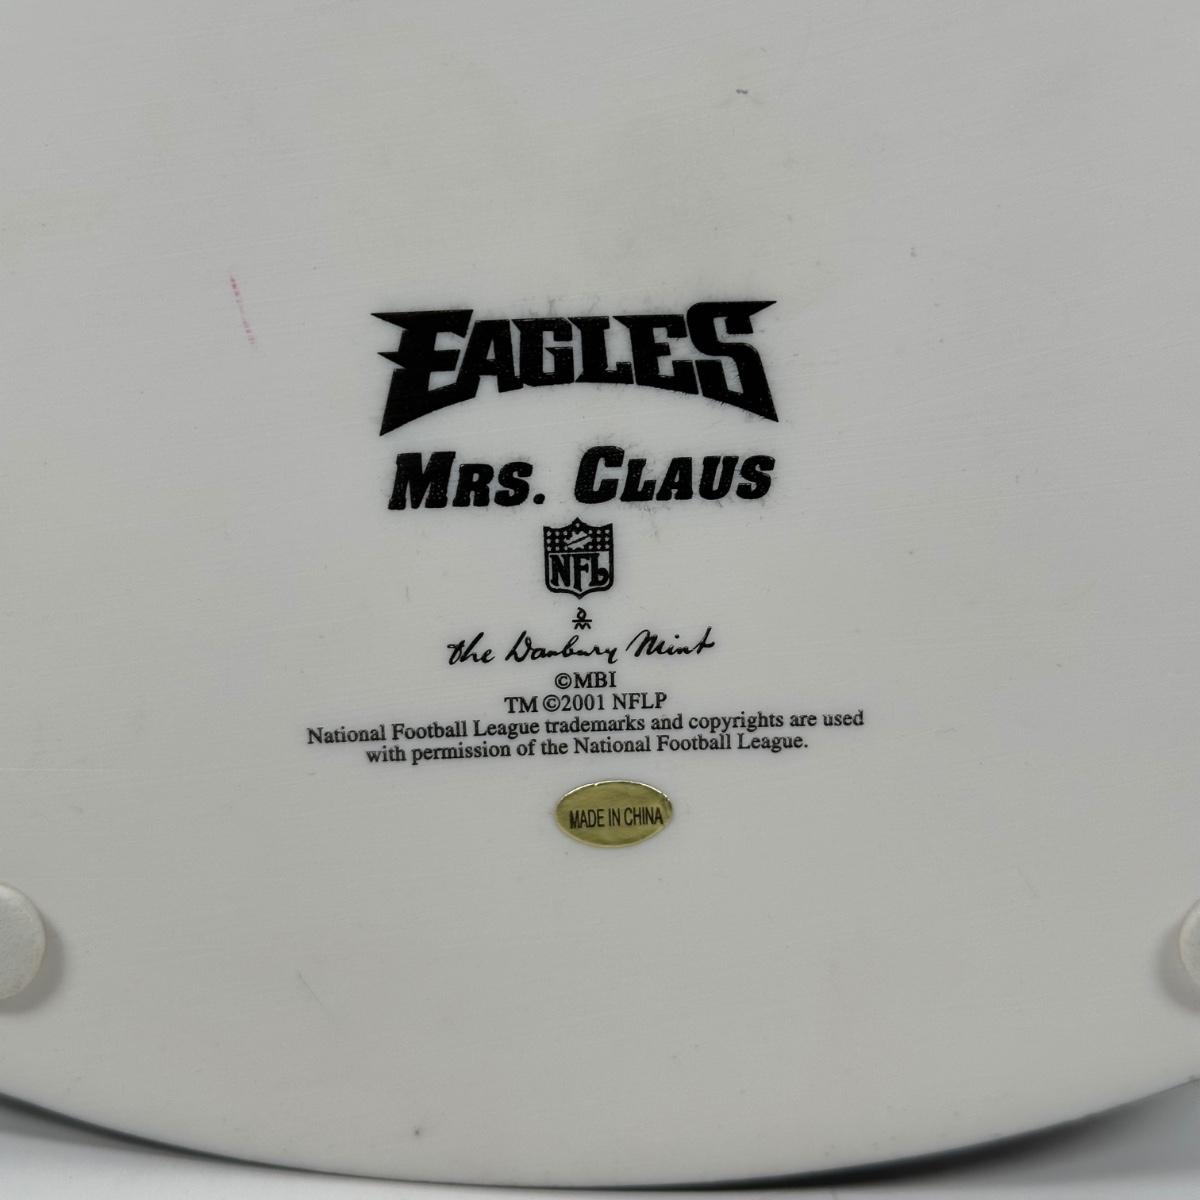 EAGLES
MRS. CLAUS
NFL
DM
the Danbury Mint
©MBI
TM ©2001 NFLP
National Football League trademarks and copyrights are used
with permission of the National Football League.
MADE IN CHINA